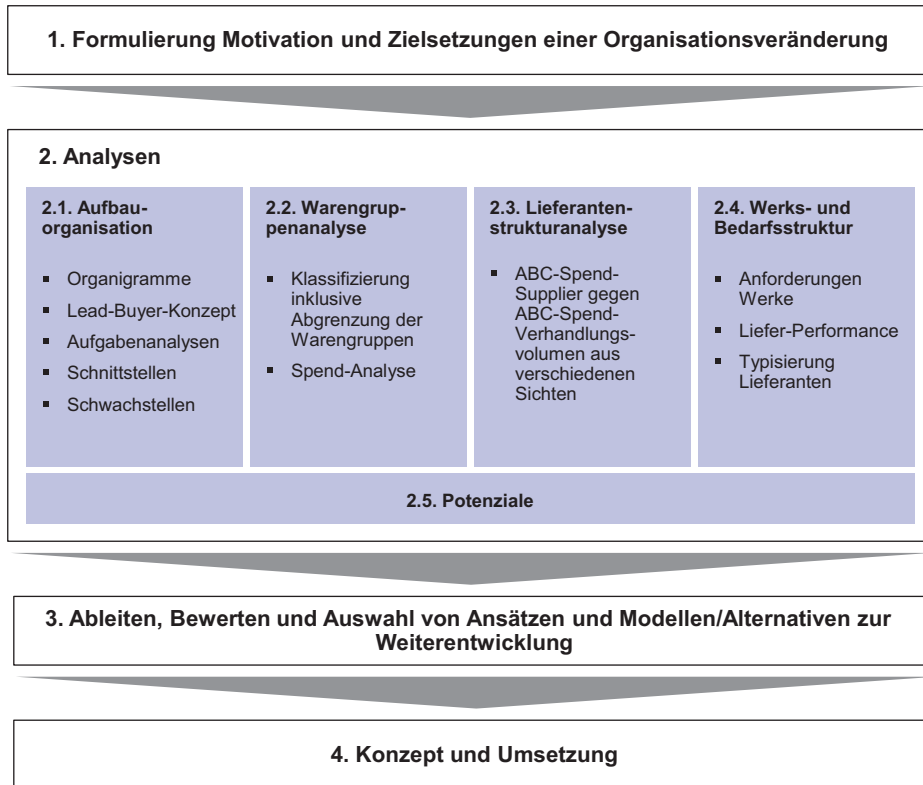 1. Formulierung Motivation und Zielsetzungen einer Organisationsveränderung
2. Analysen
2.1. Aufbau-
organisation
▪ Organigramme
▪ Lead-Buyer-Konzept
▪ Aufgabenanalysen
▪ Schnittstellen
▪ Schwachstellen
2.2. Warengrup-
penanalyse
▪ Klassifizierung
inklusive
Abgrenzung der
Warengruppen
▪ Spend-Analyse
2.3. Lieferanten-
strukturanalyse
▪ ABC-Spend-
Supplier gegen
ABC-Spend-
Verhandlungs-
volumen aus
verschiedenen
Sichten
2.4. Werks- und
Bedarfsstruktur
▪ Anforderungen
Werke
▪ Liefer-Performance
▪ Typisierung
Lieferanten
2.5. Potenziale
3. Ableiten, Bewerten und Auswahl von Ansätzen und Modellen/Alternativen zur
Weiterentwicklung
4. Konzept und Umsetzung